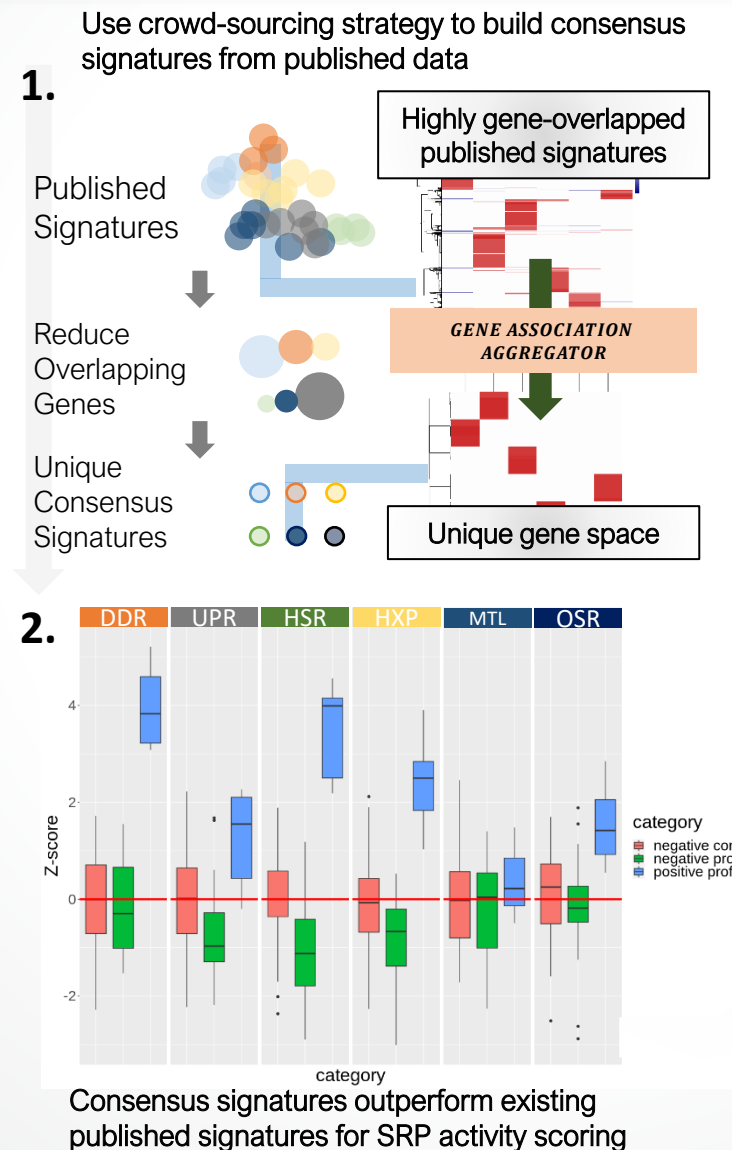 Use crowd-sourcing strategy to build consensus
signatures from published data
1.
Published
Signatures
Highly gene-overlapped
published signatures
Reduce
Overlapping
Genes
GENE ASSOCIATION
AGGREGATOR
Unique
Consensus
Signatures
Unique gene space
2.
DDR UPR HSR HXP MTL OSR
4
2
0
-2
Z-score
category
negative cor
negative pro
positive prof
category
Consensus signatures outperform existing
published signatures for SRP activity scoring